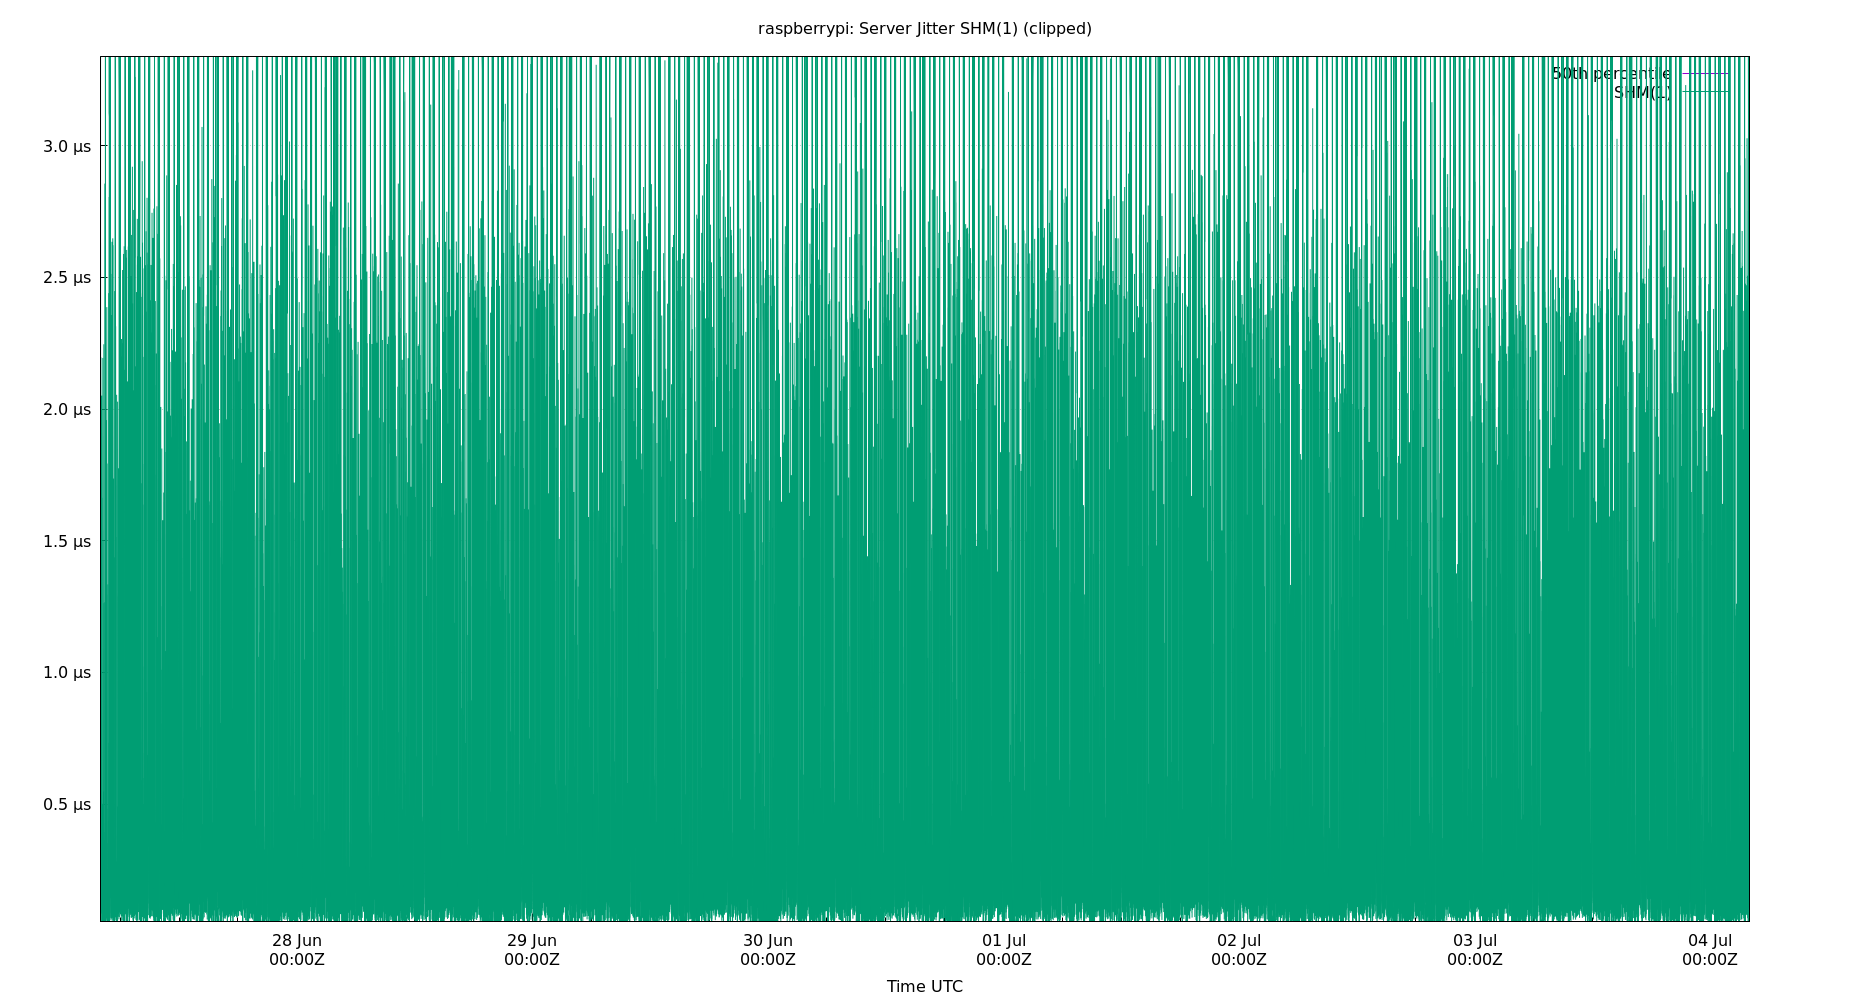 raspberrypi: Server Jitter SHM(1) (clipped)
50th percentile
SHM(1)
3.0 µs
2.5 µs
2.0 µs
1.5 µs
1.0 µs
0.5 µs
28 Jun 29 Jun 30 Jun 01 Jul 02 Jul 03 Jul 04 Jul
00:00Z 00:00Z 00:00Z 00:00Z 00:00Z 00:00Z 00:00Z
Time UTC